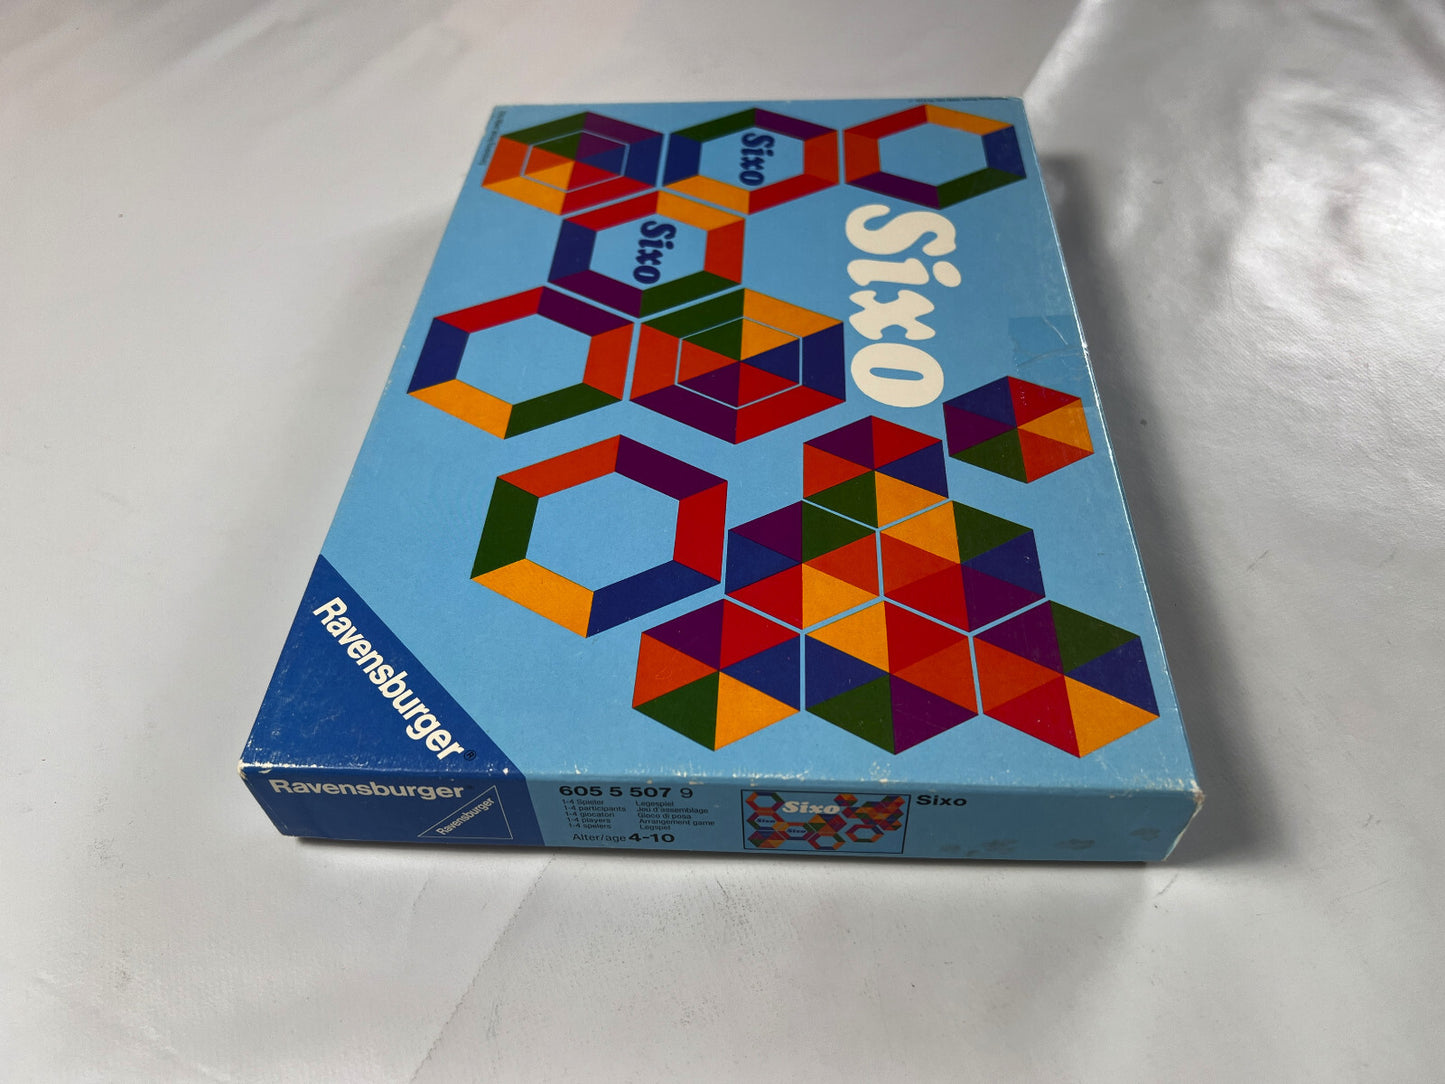 Sixo
Sixo
Sixo
Ravensburger®
Ravensburger
Ravensburger
605 5 507 9
1-4 Spieler
1-4 participants
1-4 giocatori
1-4 players
1-4 spelers
Legespiel
Jeu d'assemblage
Gioco di posa
Arrangement game
Legspel
Alter/age 4-10
Sixo
Sixo
Sixo
Sixo